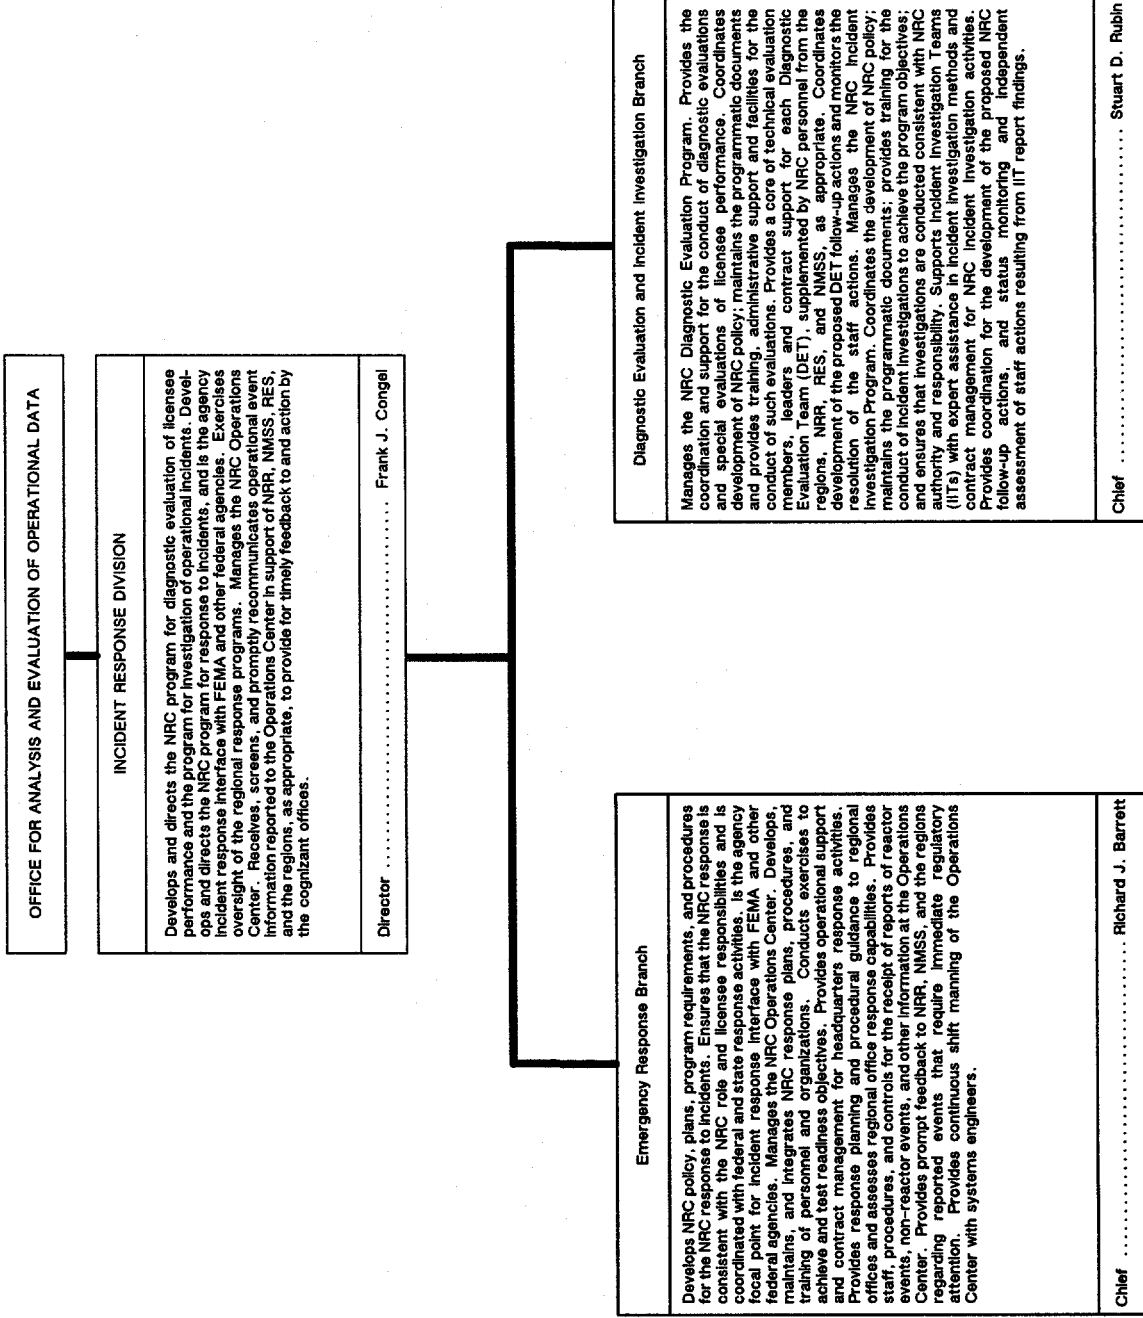 OFFICE FOR ANALYSIS AND EVALUATION OF OPERATIONAL DATA
INCIDENT RESPONSE DIVISION
Develops and directs the NRC program for diagnostic evaluation of licensee
performance and the program for investigation of operational incidents. Devel-
ops and directs the NRC program for response to incidents, and is the agency
incident response interface with FEMA and other federal agencies. Exercises
oversight of the regional response programs. Manages the NRC Operations
Center. Receives, screens, and promptly recommunicates operational event
information reported to the Operations Center in support of NRR, NMSS, RES,
and the regions, as appropriate, to provide for timely feedback to and action by
the cognizant offices.
Director .............................. Frank J. Congel
Emergency Response Branch
Develops NRC policy, plans, program requirements, and procedures
for the NRC response to incidents. Ensures that the NRC response is
consistent with the NRC role and licensee responsibilities and is
coordinated with federal and state response activities. Is the agency
focal point for incident response interface with FEMA and other
federal agencies. Manages the NRC Operations Center. Develops,
maintains, and integrates NRC response plans, procedures, and
training of personnel and organizations. Conducts exercises to
achieve and test readiness objectives. Provides operational support
and contract management for headquarters response activities.
Provides response planning and procedural guidance to regional
offices and assesses regional office response capabilities. Provides
staff, procedures, and controls for the receipt of reports of reactor
events, non-reactor events, and other information at the Operations
Center. Provides prompt feedback to NRR, NMSS, and the regions
regarding reported events that require immediate regulatory
attention. Provides continuous shift manning of the Operations
Center with systems engineers.
Chief .............................. Richard J. Barrett
Diagnostic Evaluation and Incident Investigation Branch
Manages the NRC Diagnostic Evaluation Program. Provides the
coordination and support for the conduct of diagnostic evaluations
and special evaluations of licensee performance. Coordinates
development of NRC policy; maintains the programmatic documents
and provides training, administrative support and facilities for the
conduct of such evaluations. Provides a core of technical evaluation
members, leaders and contract support for each Diagnostic
Evaluation Team (DET), supplemented by NRC personnel from the
regions, NRR, RES, and NMSS, as appropriate. Coordinates
development of the proposed DET follow-up actions and monitors the
resolution of the staff actions. Manages the NRC Incident
Investigation Program. Coordinates the development of NRC policy;
maintains the programmatic documents; provides training for the
conduct of Incident Investigations to achieve the program objectives;
and ensures that investigations are conducted consistent with NRC
authority and responsibility. Supports Incident Investigation Teams
(IITs) with expert assistance in incident investigation methods and
contract management for NRC Incident Investigation activities.
Provides coordination for the development of the proposed NRC
follow-up actions, and status monitoring and independent
assessment of staff actions resulting from IIT report findings.
Chief .............................. Stuart D. Rubin